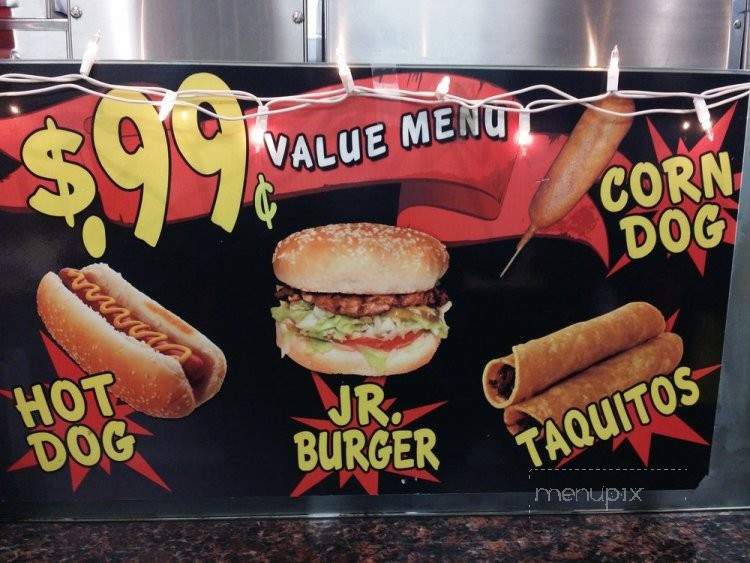 $.99¢
VALUE MENU
CORN
DOG
HOT
DOG
JR.
BURGER
TAQUITOS
menupix